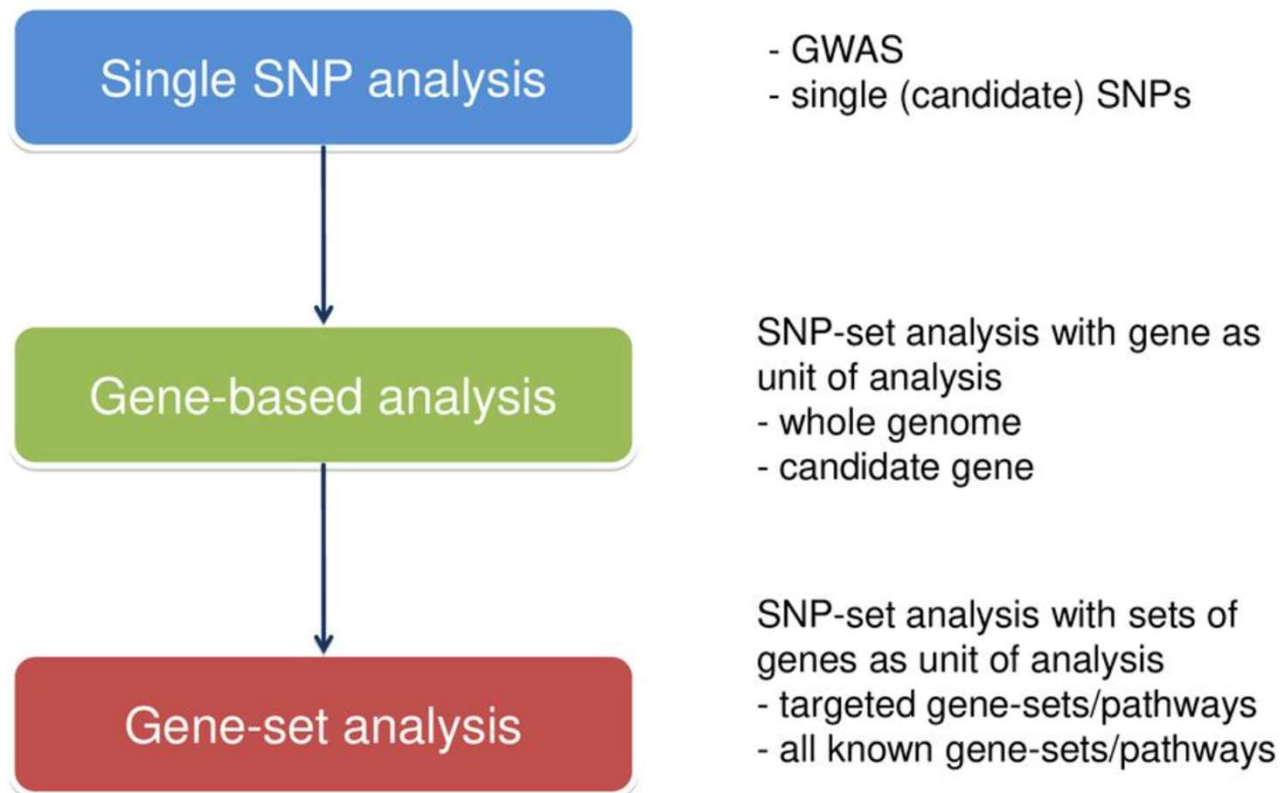 Single SNP analysis
- GWAS
- single (candidate) SNPs
Gene-based analysis
SNP-set analysis with gene as
unit of analysis
- whole genome
- candidate gene
Gene-set analysis
SNP-set analysis with sets of
genes as unit of analysis
- targeted gene-sets/pathways
- all known gene-sets/pathways